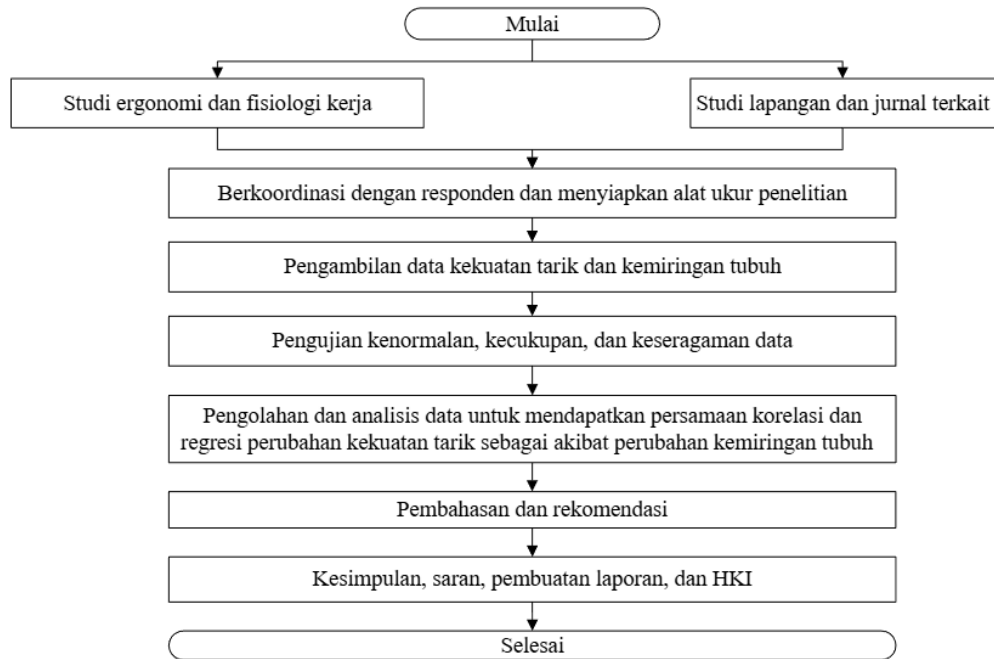 Mulai
Studi ergonomi dan fisiologi kerja
Studi lapangan dan jurnal terkait
Berkoordinasi dengan responden dan menyiapkan alat ukur penelitian
Pengambilan data kekuatan tarik dan kemiringan tubuh
Pengujian kenormalan, kecukupan, dan keseragaman data
Pengolahan dan analisis data untuk mendapatkan persamaan korelasi dan
regresi perubahan kekuatan tarik sebagai akibat perubahan kemiringan tubuh
Pembahasan dan rekomendasi
Kesimpulan, saran, pembuatan laporan, dan HKI
Selesai